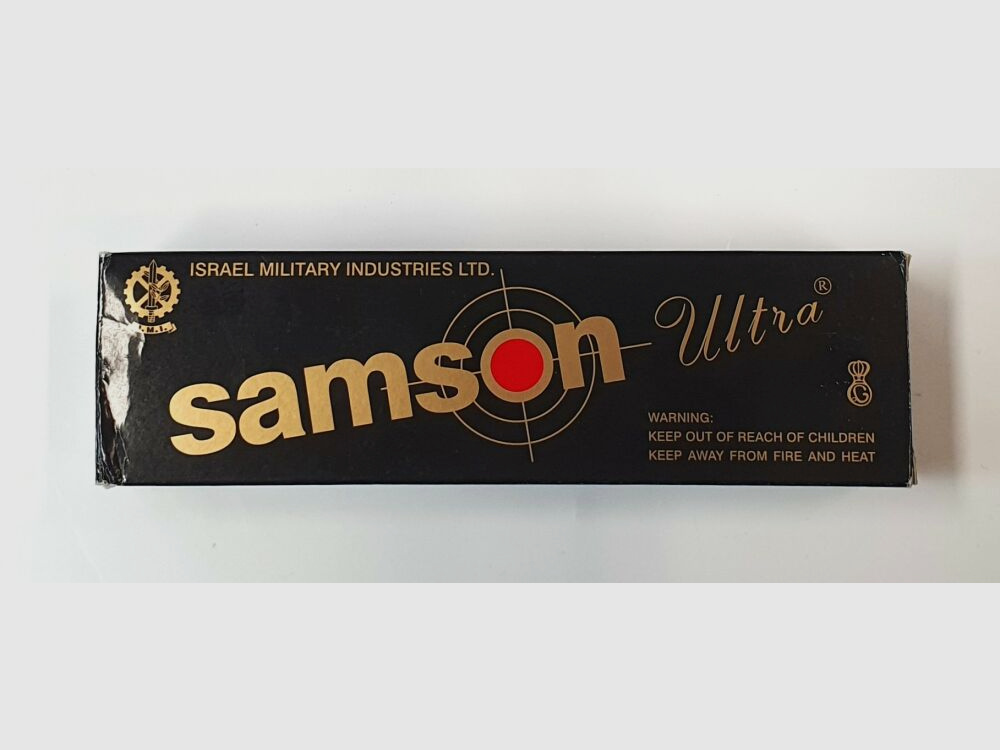 ISRAEL MILITARY INDUSTRIES LTD.
I.M.I.
samson
Ultra®
G
WARNING:
KEEP OUT OF REACH OF CHILDREN
KEEP AWAY FROM FIRE AND HEAT